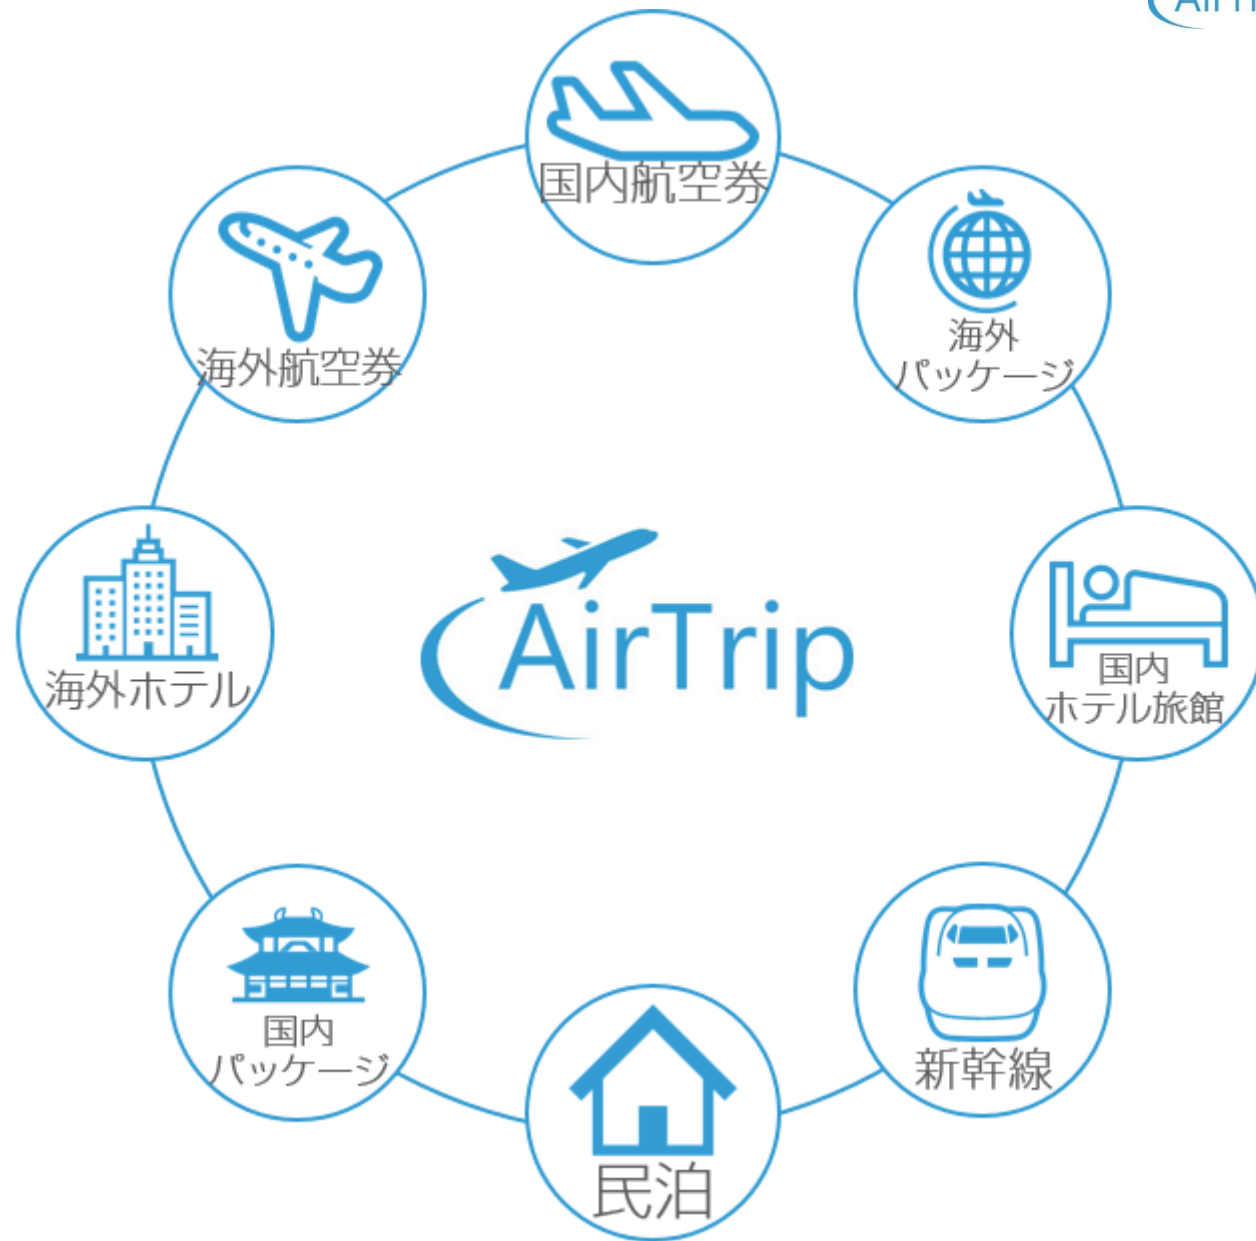 国内航空券
海外
パッケージ
国内
ホテル旅館
新幹線
民泊
国内
パッケージ
海外ホテル
海外航空券
AirTrip